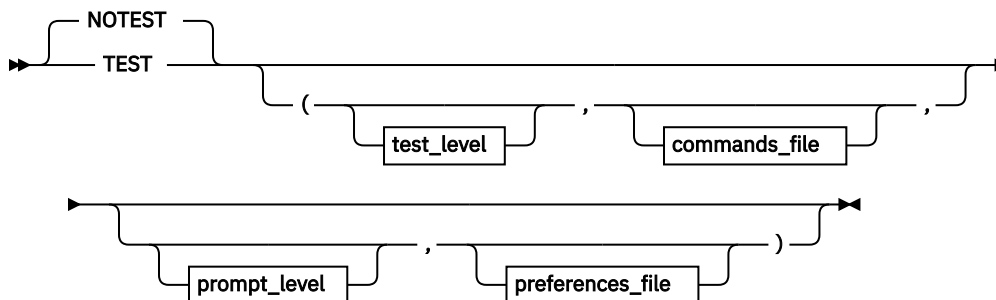 NOTEST
TEST
( , ,
test_level commands_file
, )
prompt_level preferences_file